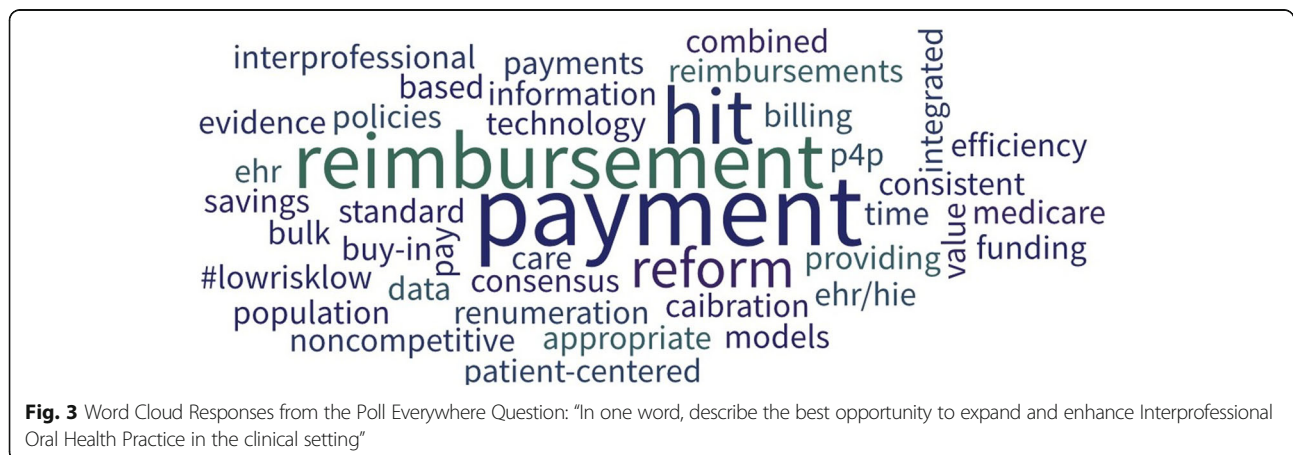 combined
interprofessional payments reimbursements integrated
based information hit billing
evidence policies technology
ehr reimbursement p4p efficiency
savings standard payment consistent
bulk buy-in pay time value medicare
care reform providing funding
#lowrisklow data consensus
population renumeration caibration ehr/hie
noncompetitive appropriate models
patient-centered
Fig. 3 Word Cloud Responses from the Poll Everywhere Question: “In one word, describe the best opportunity to expand and enhance Interprofessional
Oral Health Practice in the clinical setting”